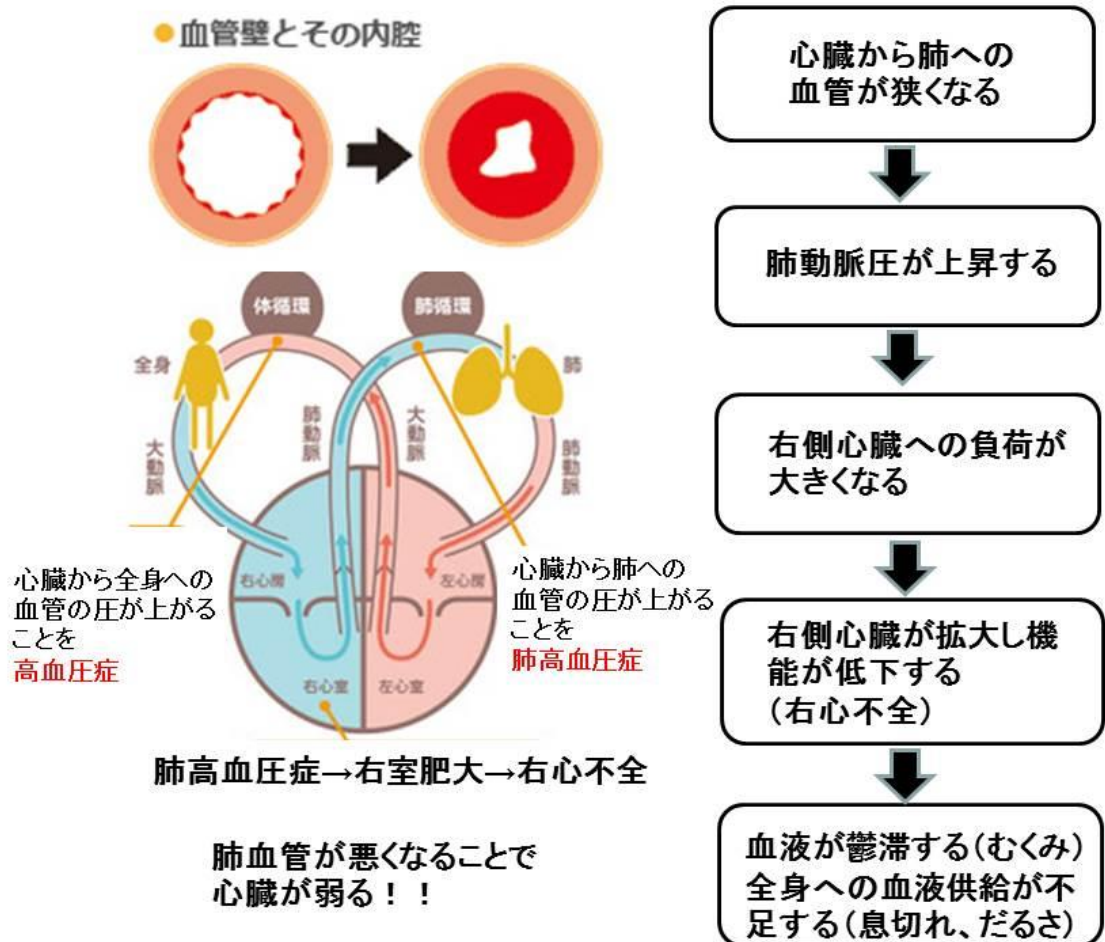 血管壁とその内腔
体循環
肺循環
全身
肺
大動脈
肺動脈
大動脈
肺動脈
右心房
左心房
右心室
左心室
心臓から全身への
血管の圧が上がる
ことを
高血圧症
心臓から肺への
血管の圧が上がる
ことを
肺高血圧症
肺高血圧症→右室肥大→右心不全
肺血管が悪くなることで
心臓が弱る！！
心臓から肺への
血管が狭くなる
肺動脈圧が上昇する
右側心臓への負荷が
大きくなる
右側心臓が拡大し機
能が低下する
（右心不全）
血液が鬱滞する（むくみ）
全身への血液供給が不
足する（息切れ、だるさ）